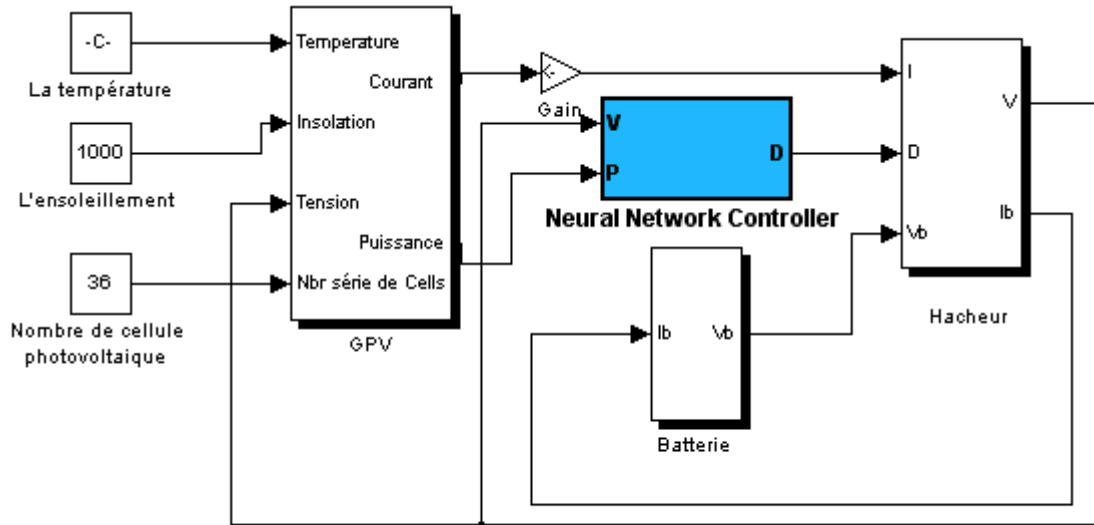 -C-
La température
1000
L'ensoleillement
36
Nombre de cellule
photovoltaique
Temperature
Courant
Insolation
Tension
Puissance
Nbr série de Cells
GPV
Gain
V
D
P
Neural Network Controller
Ib
Vb
Batterie
I
V
D
Ib
Vb
Hacheur